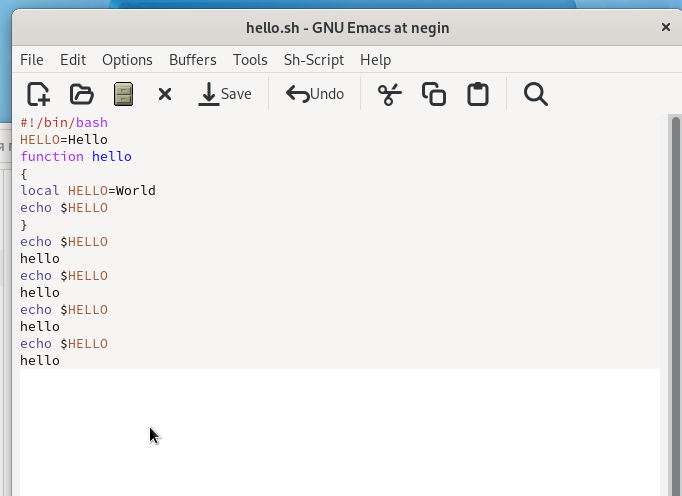 hello.sh - GNU Emacs at negin
File Edit Options Buffers Tools Sh-Script Help
Save Undo
#!/bin/bash
HELLO=Hello
function hello
{
local HELLO=World
echo $HELLO
}
echo $HELLO
hello
echo $HELLO
hello
echo $HELLO
hello
echo $HELLO
hello